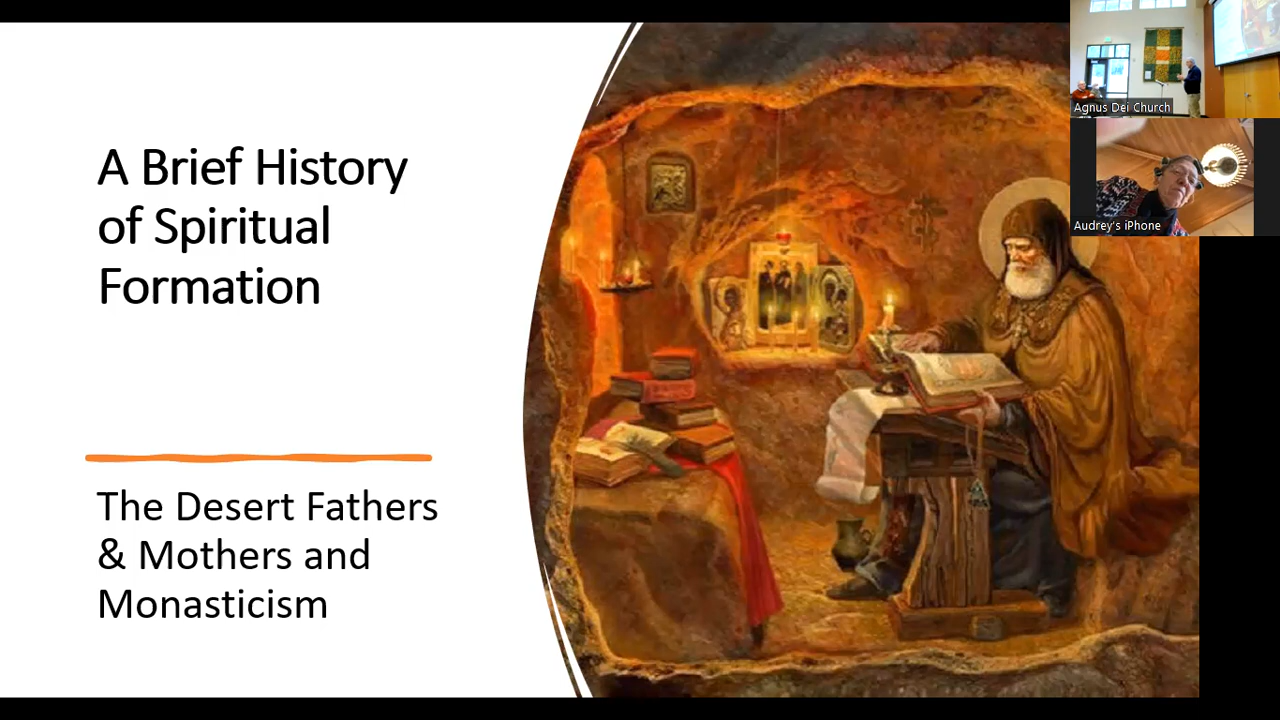 A Brief History
of Spiritual
Formation
The Desert Fathers
& Mothers and
Monasticism
Agnus Dei Church
Audrey's iPhone